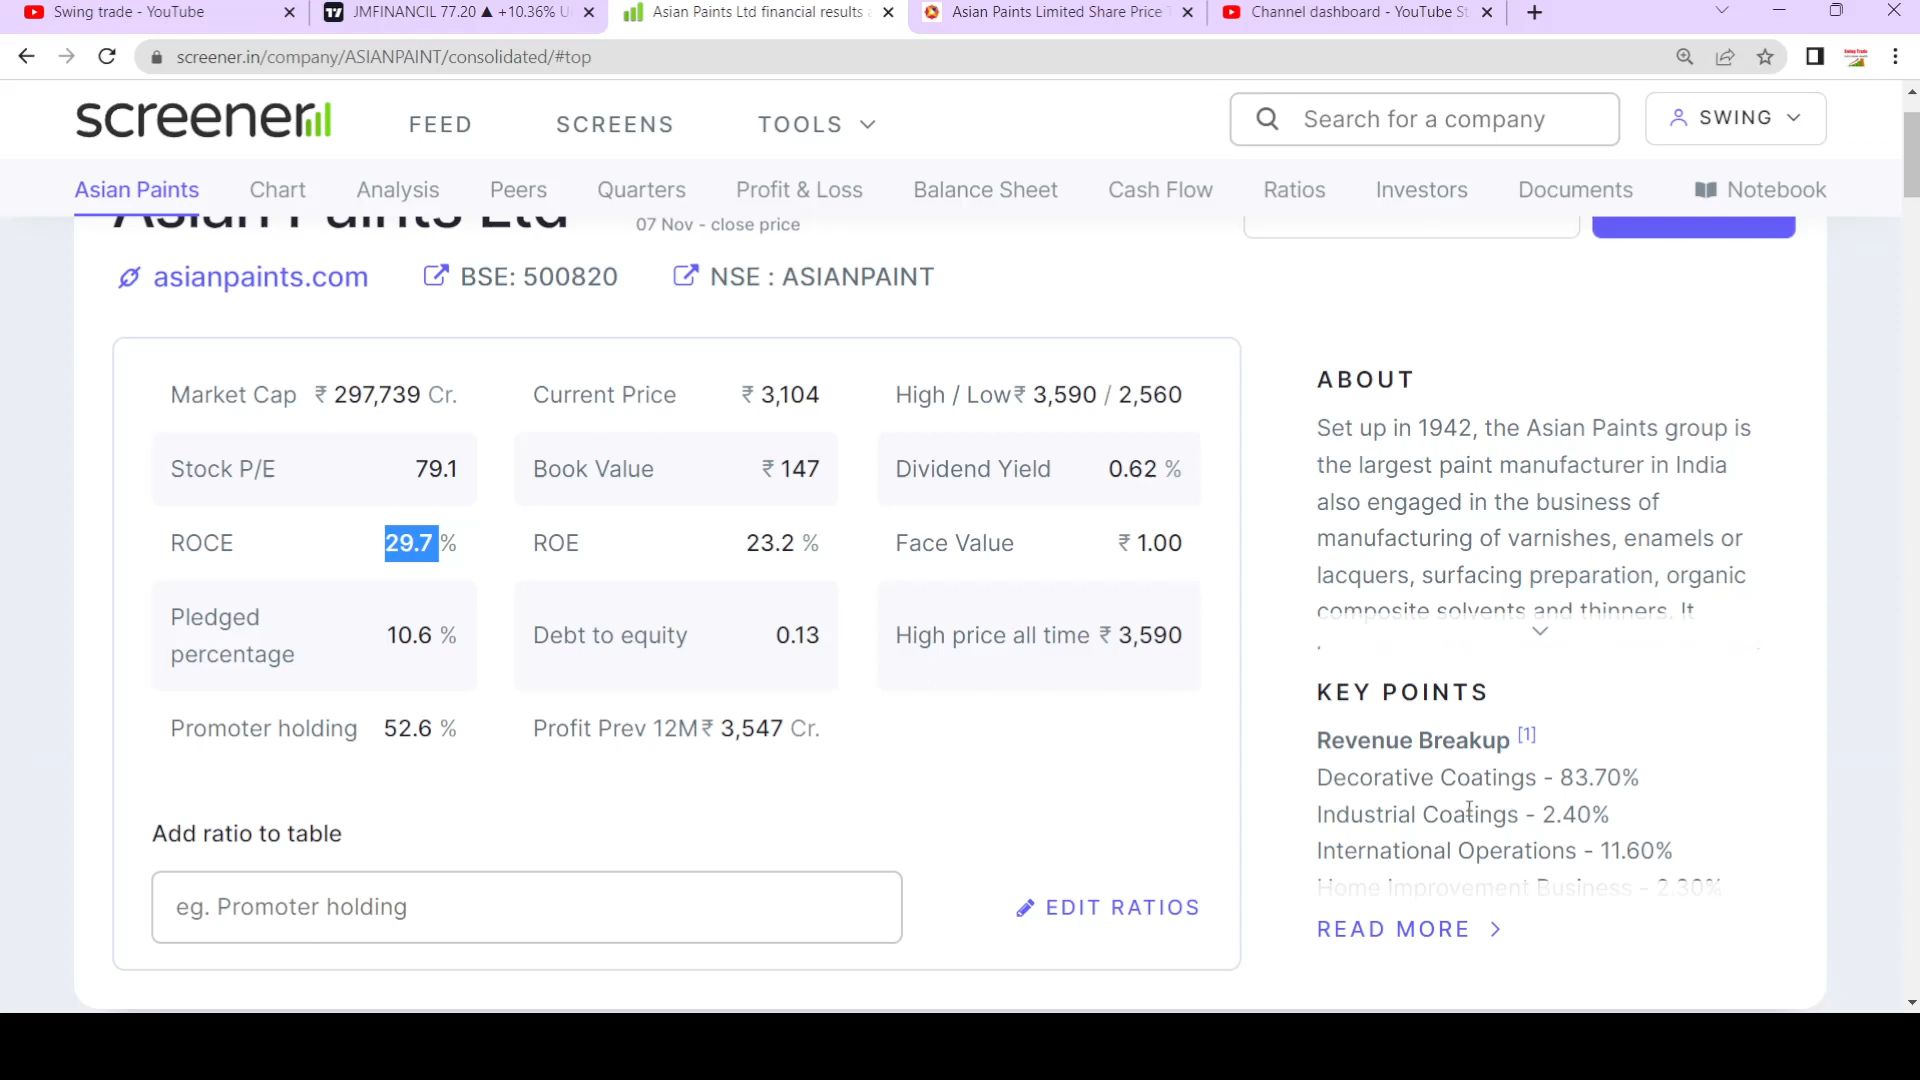 Swing trade - YouTube
JMFINANCIL 77.20 ▲ +10.36% U
Asian Paints Ltd financial results
Asian Paints Limited Share Price
Channel dashboard - YouTube St
screener.in/company/ASIANPAINT/consolidated/#top
screener
FEED
SCREENS
TOOLS
Search for a company
SWING
Asian Paints
Chart
Analysis
Peers
Quarters
Profit & Loss
Balance Sheet
Cash Flow
Ratios
Investors
Documents
Notebook
Asian Paints Ltd
07 Nov - close price
asianpaints.com
BSE: 500820
NSE : ASIANPAINT
Market Cap ₹ 297,739 Cr.
Current Price ₹ 3,104
High / Low ₹ 3,590 / 2,560
Stock P/E 79.1
Book Value ₹ 147
Dividend Yield 0.62 %
ROCE 29.7 %
ROE 23.2 %
Face Value ₹ 1.00
Pledged
percentage
10.6 %
Debt to equity 0.13
High price all time ₹ 3,590
Promoter holding 52.6 %
Profit Prev 12M ₹ 3,547 Cr.
Add ratio to table
eg. Promoter holding
EDIT RATIOS
ABOUT
Set up in 1942, the Asian Paints group is
the largest paint manufacturer in India
also engaged in the business of
manufacturing of varnishes, enamels or
lacquers, surfacing preparation, organic
composite solvents and thinners. It
KEY POINTS
Revenue Breakup [1]
Decorative Coatings - 83.70%
Industrial Coatings - 2.40%
International Operations - 11.60%
Home Improvement Business - 2.30%
READ MORE